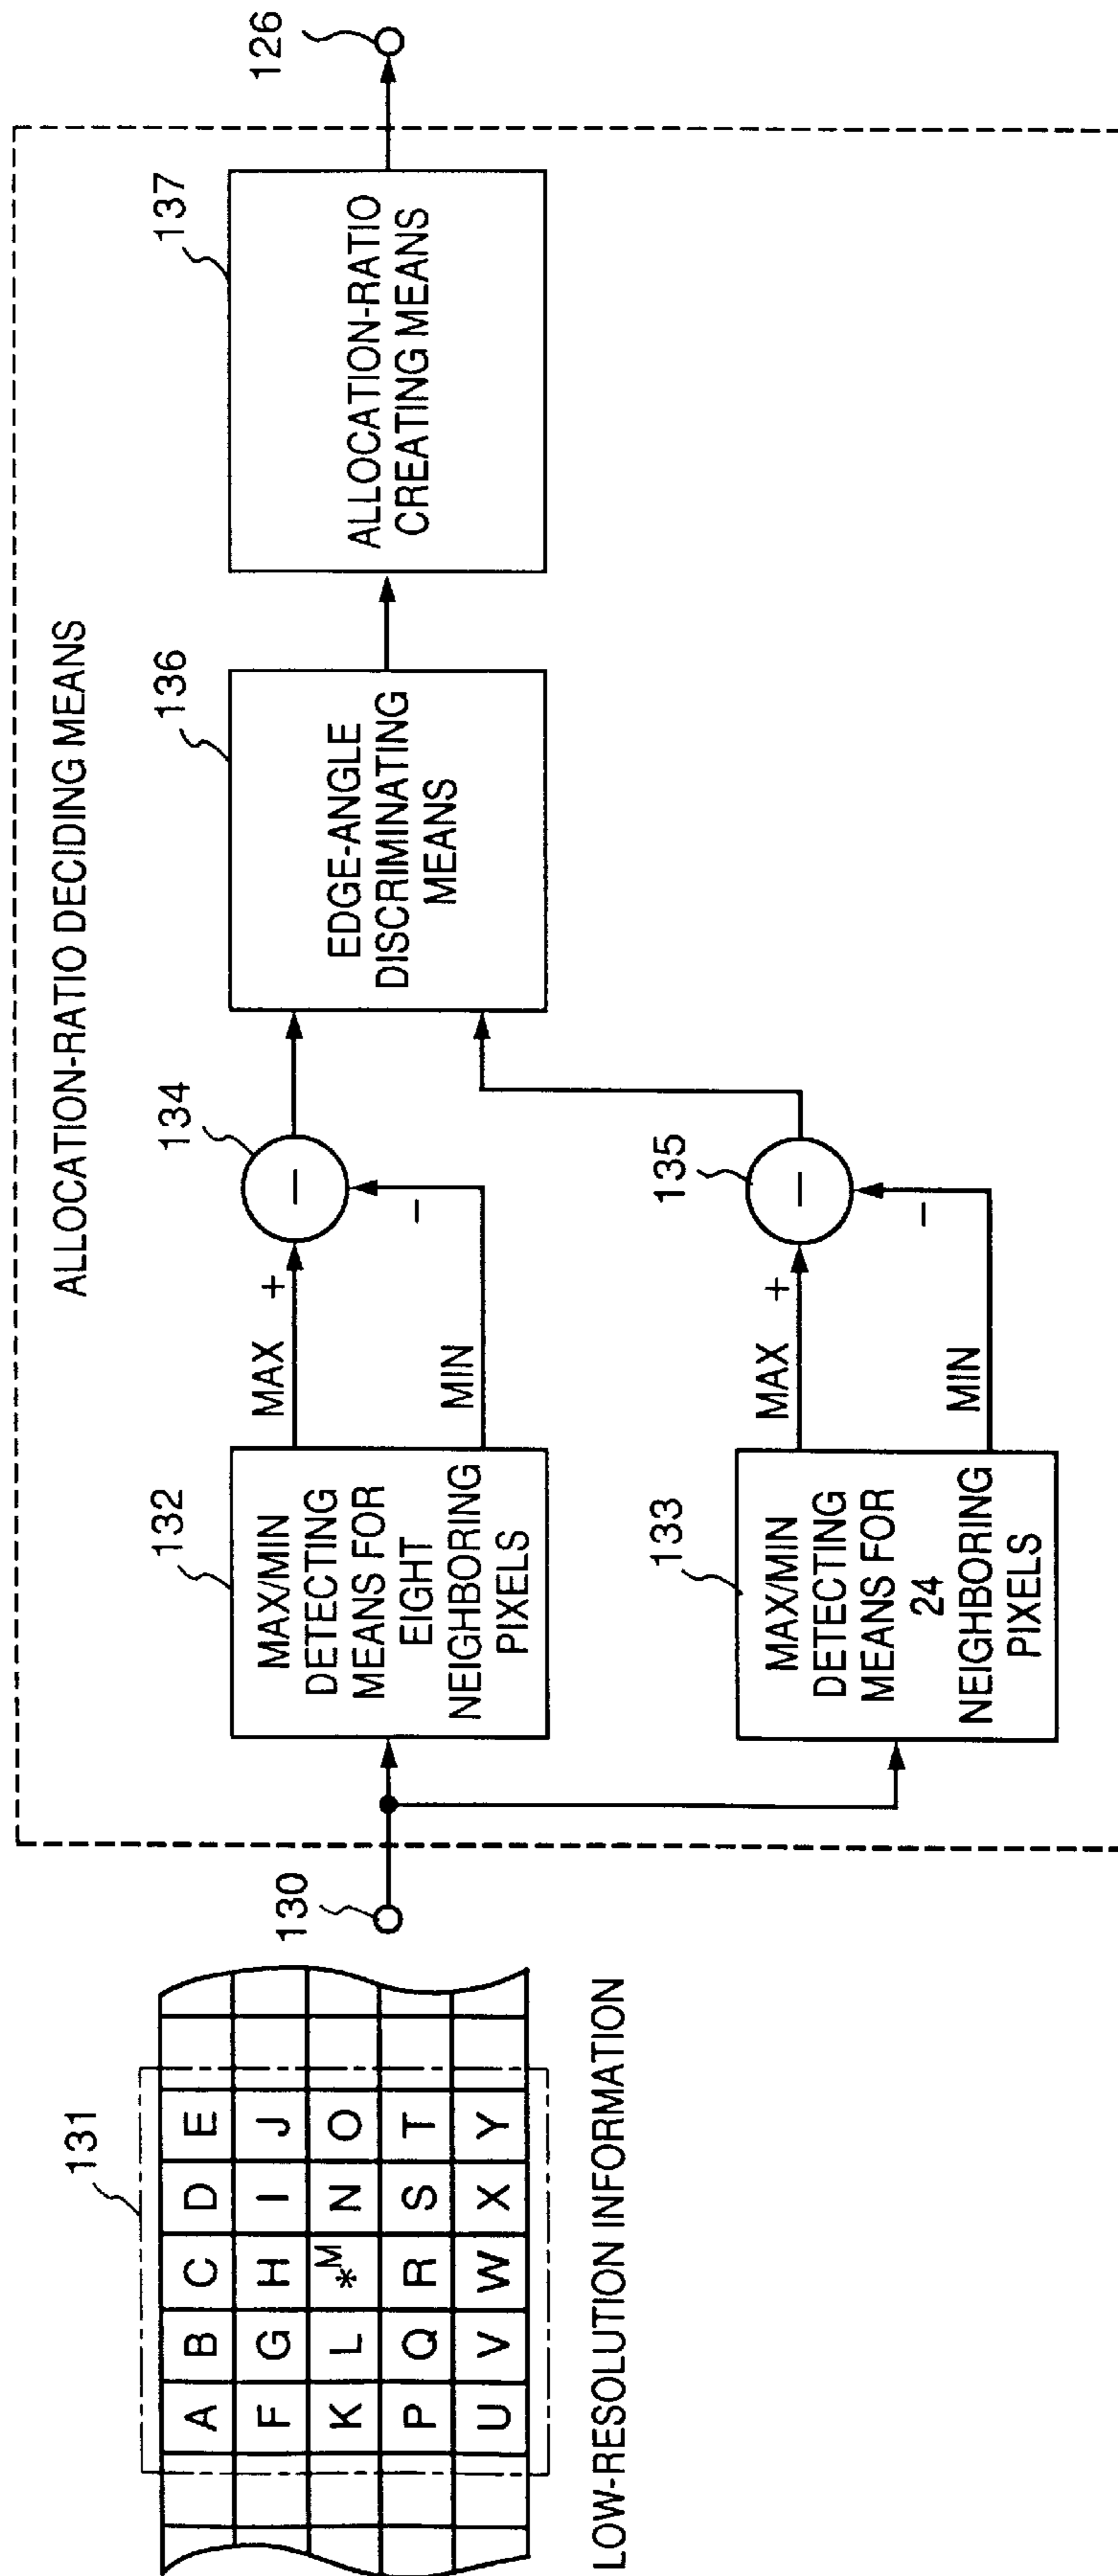 ALLOCATION-RATIO DECIDING MEANS
131
A B C D E
F G H I J
K L *M N O
P Q R S T
U V W X Y
LOW-RESOLUTION INFORMATION
130
132
MAX/MIN
DETECTING
MEANS FOR
EIGHT
NEIGHBORING
PIXELS
MAX
+
MIN
−
134
−
133
MAX/MIN
DETECTING
MEANS FOR
24
NEIGHBORING
PIXELS
MAX
+
MIN
−
135
−
136
EDGE-ANGLE
DISCRIMINATING
MEANS
137
ALLOCATION-RATIO
CREATING MEANS
126